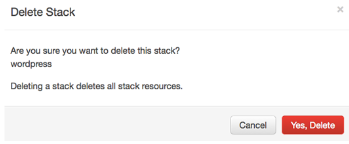 Delete Stack
×
Are you sure you want to delete this stack?
wordpress
Deleting a stack deletes all stack resources.
Cancel
Yes, Delete